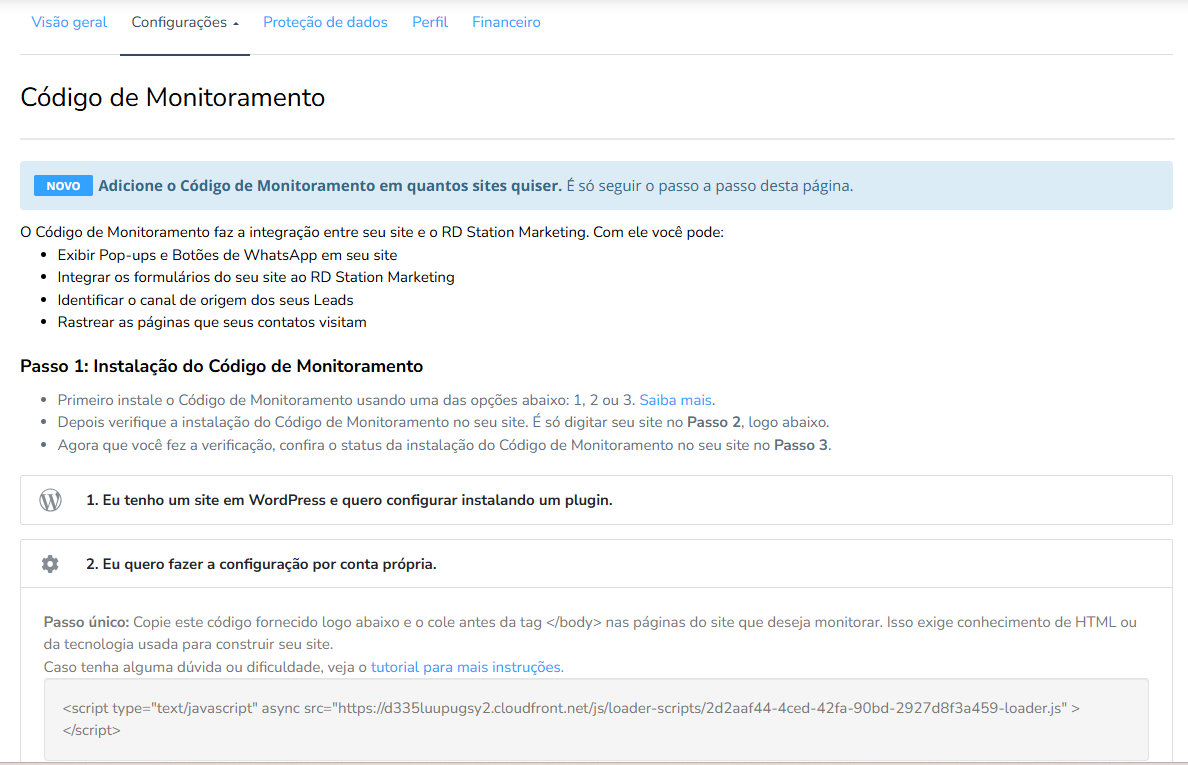 Visão geral Configurações Proteção de dados Perfil Financeiro
Código de Monitoramento
NOVO Adicione o Código de Monitoramento em quantos sites quiser. É só seguir o passo a passo desta página.
O Código de Monitoramento faz a integração entre seu site e o RD Station Marketing. Com ele você pode:
Exibir Pop-ups e Botões de WhatsApp em seu site
Integrar os formulários do seu site ao RD Station Marketing
Identificar o canal de origem dos seus Leads
Rastrear as páginas que seus contatos visitam
Passo 1: Instalação do Código de Monitoramento
Primeiro instale o Código de Monitoramento usando uma das opções abaixo: 1, 2 ou 3. Saiba mais.
Depois verifique a instalação do Código de Monitoramento no seu site. É só digitar seu site no Passo 2, logo abaixo.
Agora que você fez a verificação, confira o status da instalação do Código de Monitoramento no seu site no Passo 3.
1. Eu tenho um site em WordPress e quero configurar instalando um plugin.
2. Eu quero fazer a configuração por conta própria.
Passo único: Copie este código fornecido logo abaixo e o cole antes da tag </body> nas páginas do site que deseja monitorar. Isso exige conhecimento de HTML ou
da tecnologia usada para construir seu site.
Caso tenha alguma dúvida ou dificuldade, veja o tutorial para mais instruções.
<script type="text/javascript" async src="https://d335luupugsy2.cloudfront.net/js/loader-scripts/2d2aaf44-4ced-42fa-90bd-2927d8f3a459-loader.js" >
</script>